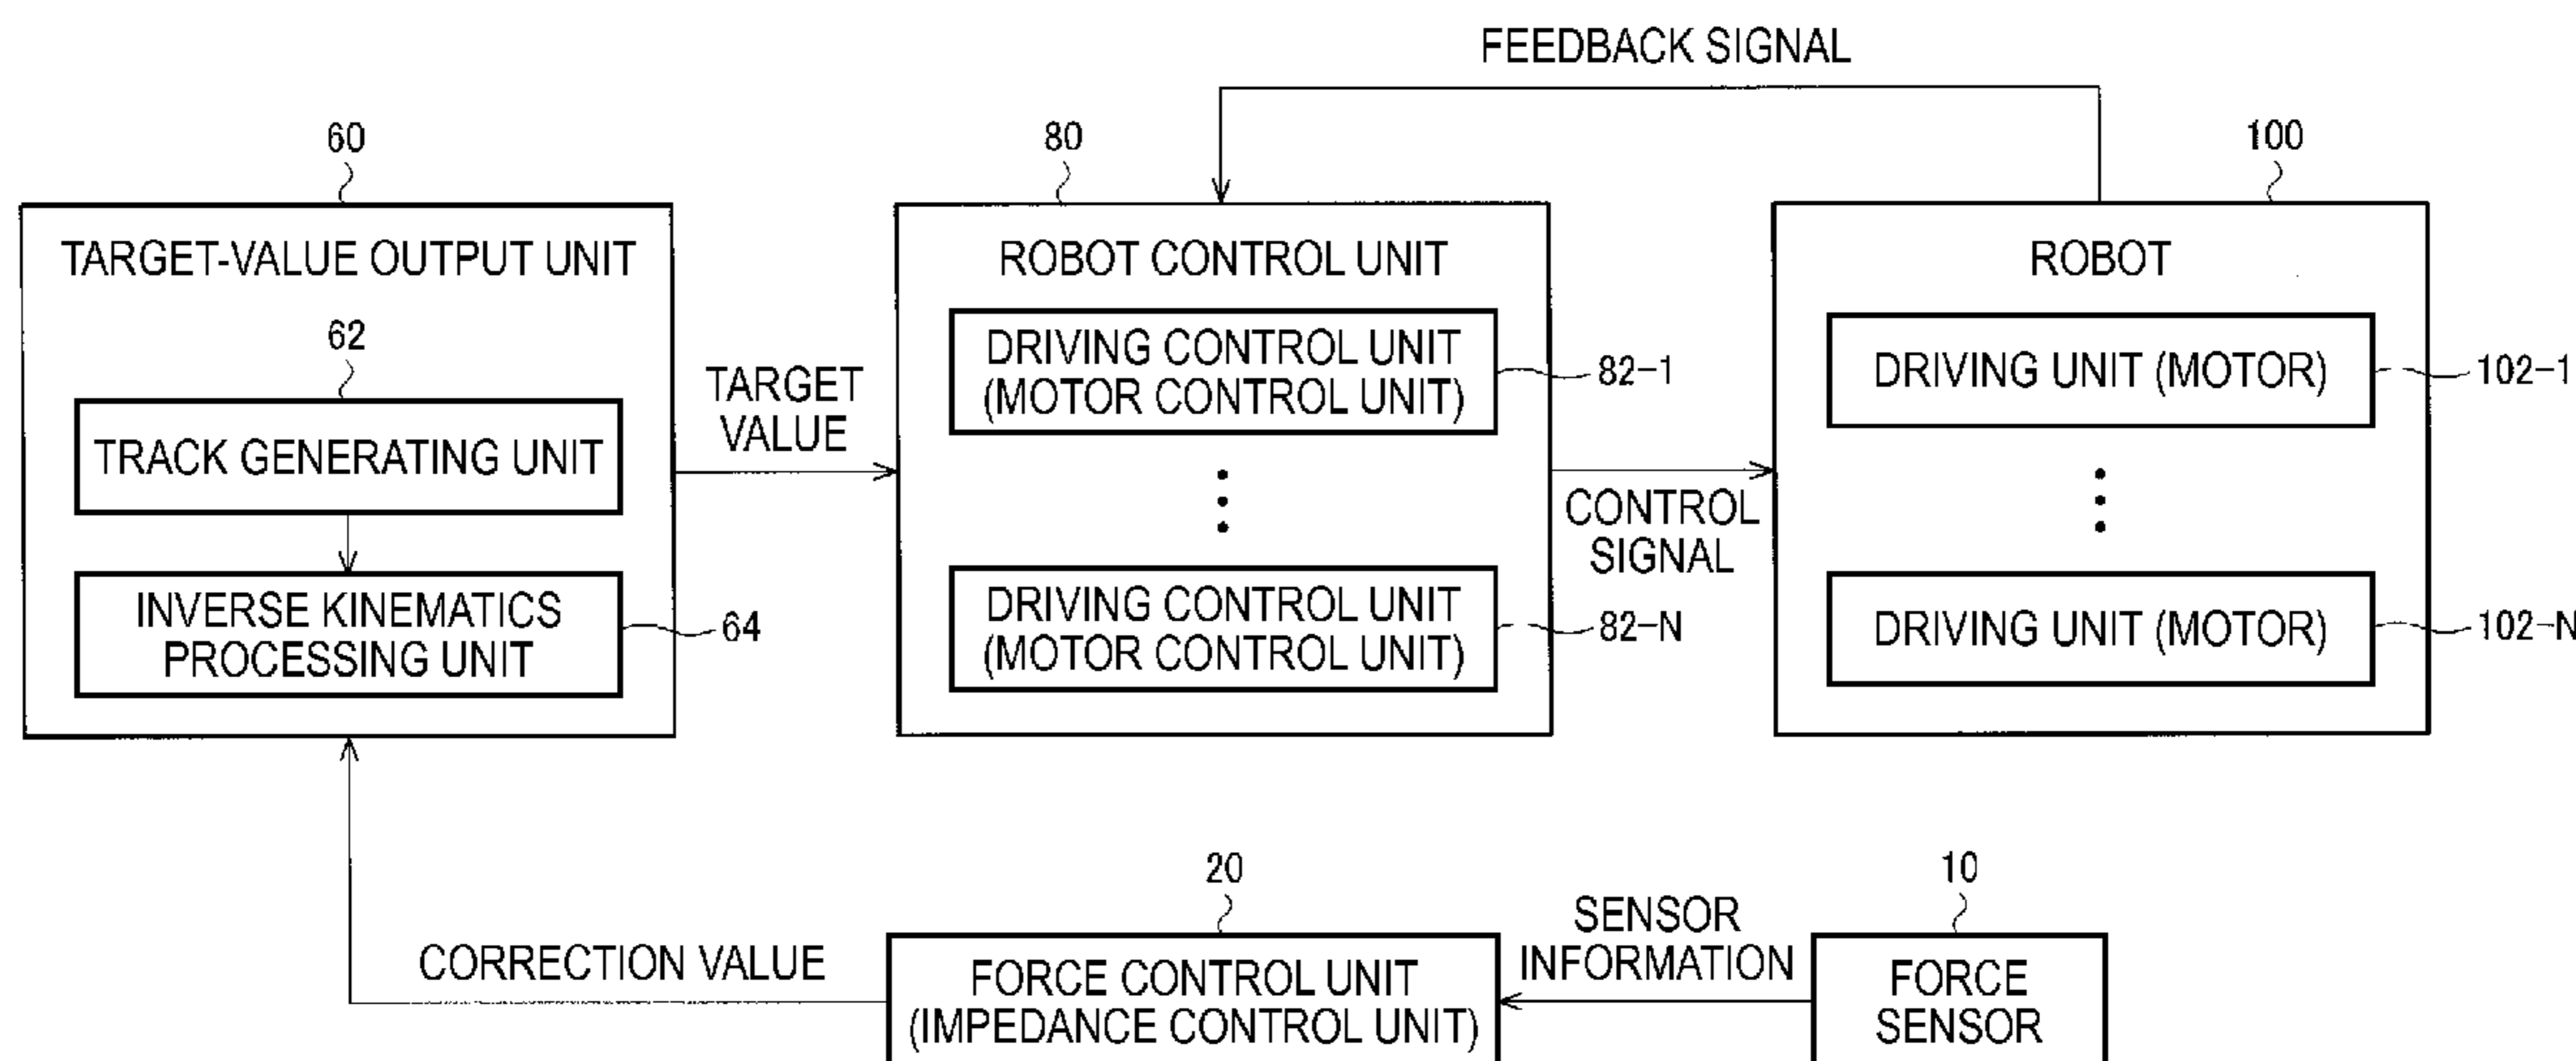 FEEDBACK SIGNAL
60
80
100
TARGET-VALUE OUTPUT UNIT
ROBOT CONTROL UNIT
ROBOT
62
TRACK GENERATING UNIT
INVERSE KINEMATICS
PROCESSING UNIT
64
TARGET
VALUE
DRIVING CONTROL UNIT
(MOTOR CONTROL UNIT)
82-1
DRIVING CONTROL UNIT
(MOTOR CONTROL UNIT)
82-N
CONTROL
SIGNAL
DRIVING UNIT (MOTOR)
102-1
DRIVING UNIT (MOTOR)
102-N
CORRECTION VALUE
20
FORCE CONTROL UNIT
(IMPEDANCE CONTROL UNIT)
SENSOR
INFORMATION
10
FORCE
SENSOR